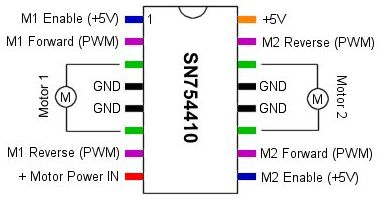 M1 Enable (+5V)
1
+5V
M1 Forward (PWM)
M2 Reverse (PWM)
Motor 1
M
GND
GND
SN754410
GND
GND
M
Motor 2
M1 Reverse (PWM)
M2 Forward (PWM)
+ Motor Power IN
M2 Enable (+5V)